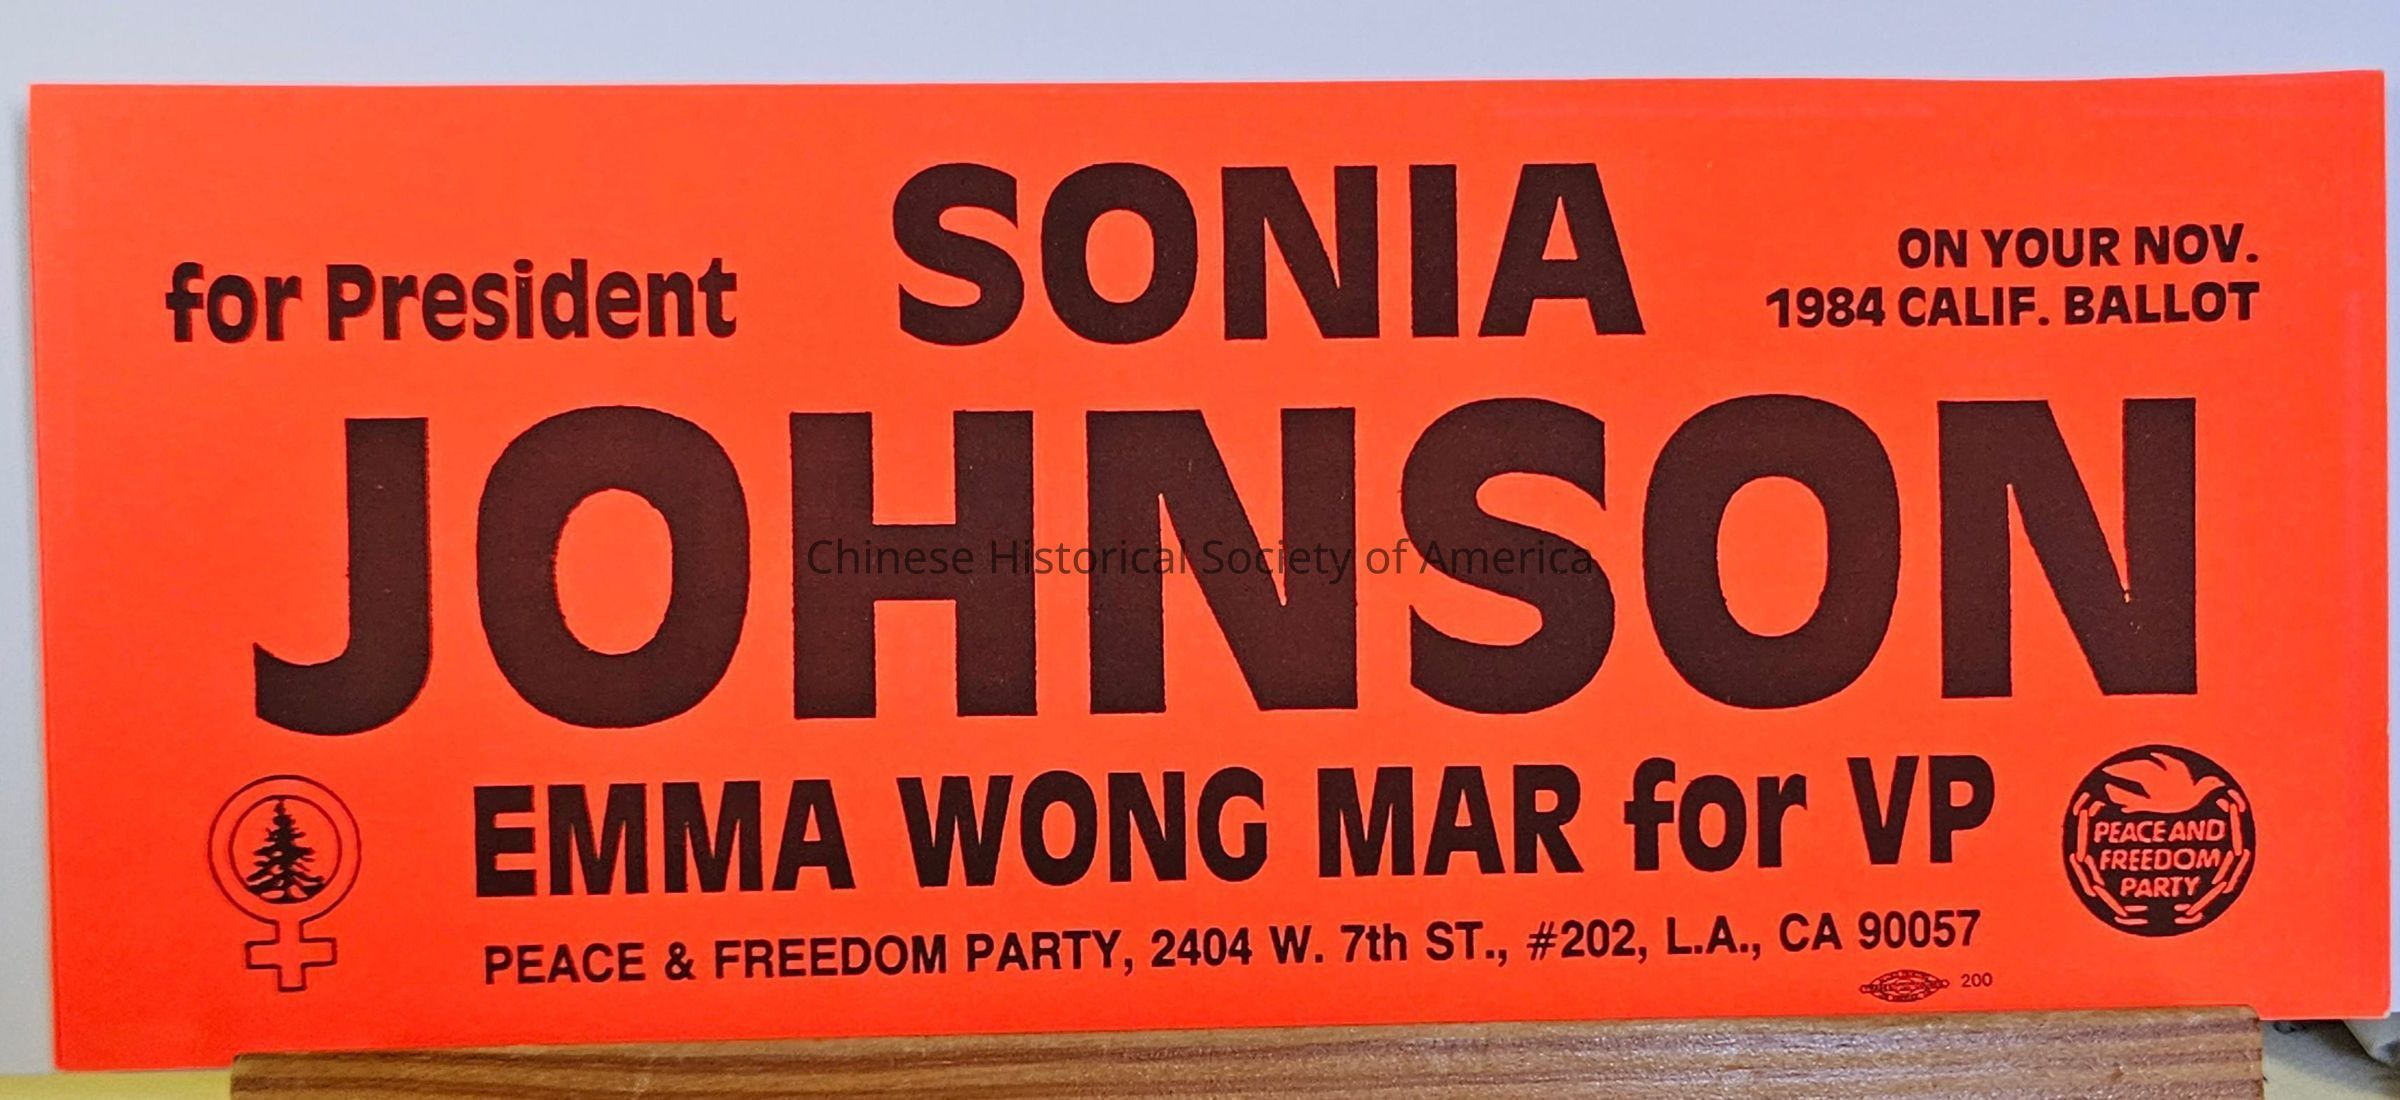 for President
SONIA
ON YOUR NOV.
1984 CALIF. BALLOT
JOHNSON
Chinese Historical Society of America
EMMA WONG MAR for VP
PEACE AND
FREEDOM
PARTY
PEACE & FREEDOM PARTY, 2404 W. 7th ST., #202, L.A., CA 90057
200